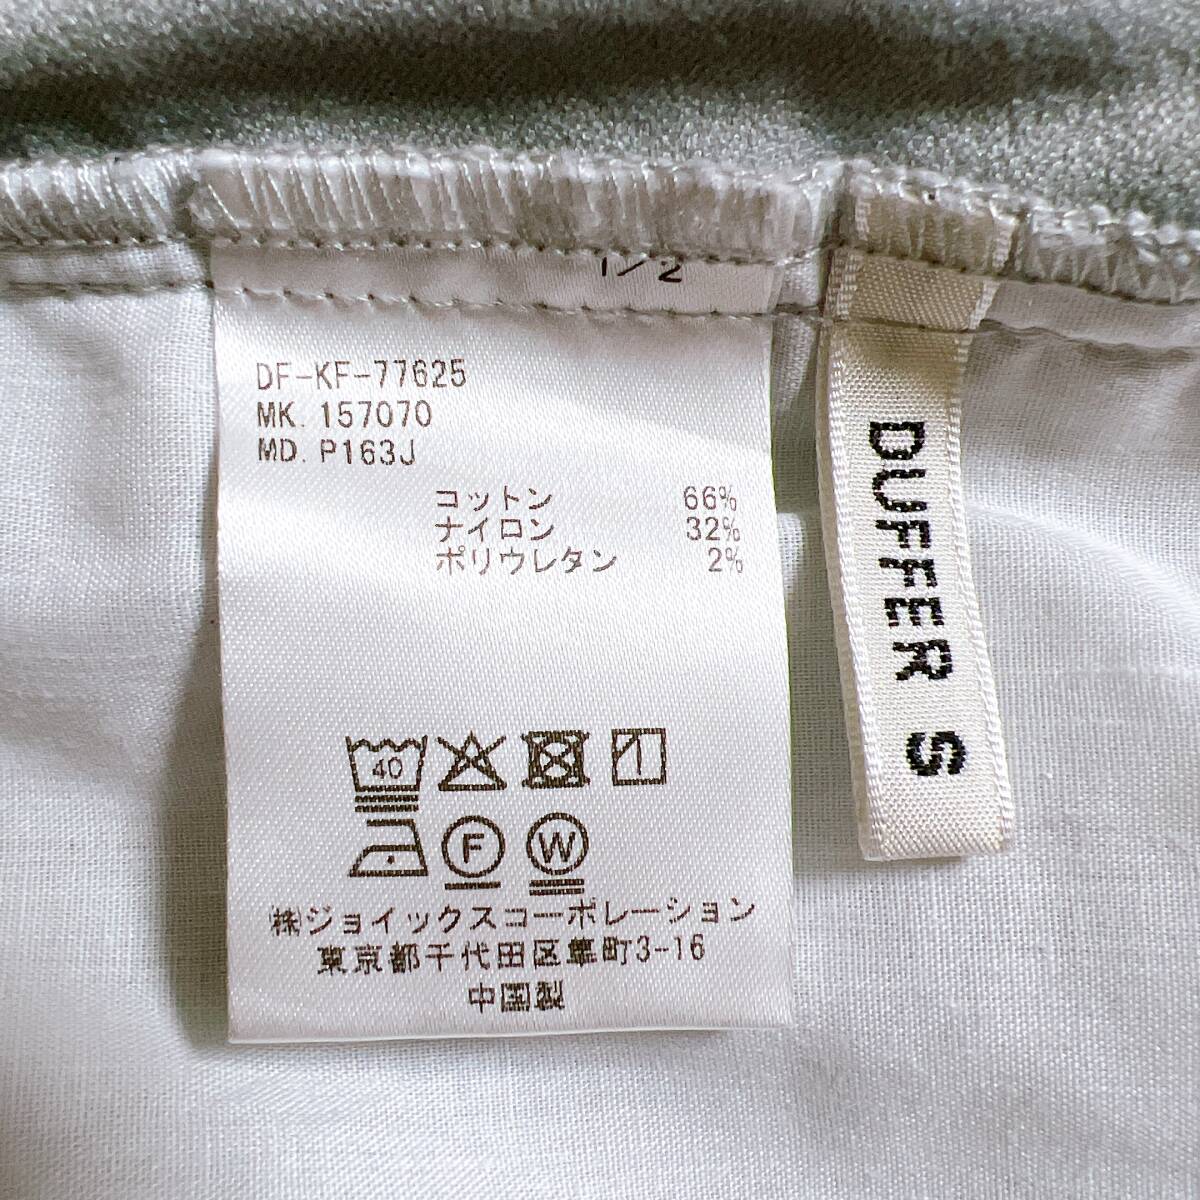 1/2
DF-KF-77625
MK. 157070
MD. P163J
コットン 66%
ナイロン 32%
ポリウレタン 2%
40
1
F W
㈱ジョイックスコーポレーション
東京都千代田区隼町3-16
中国製
DUFFER S